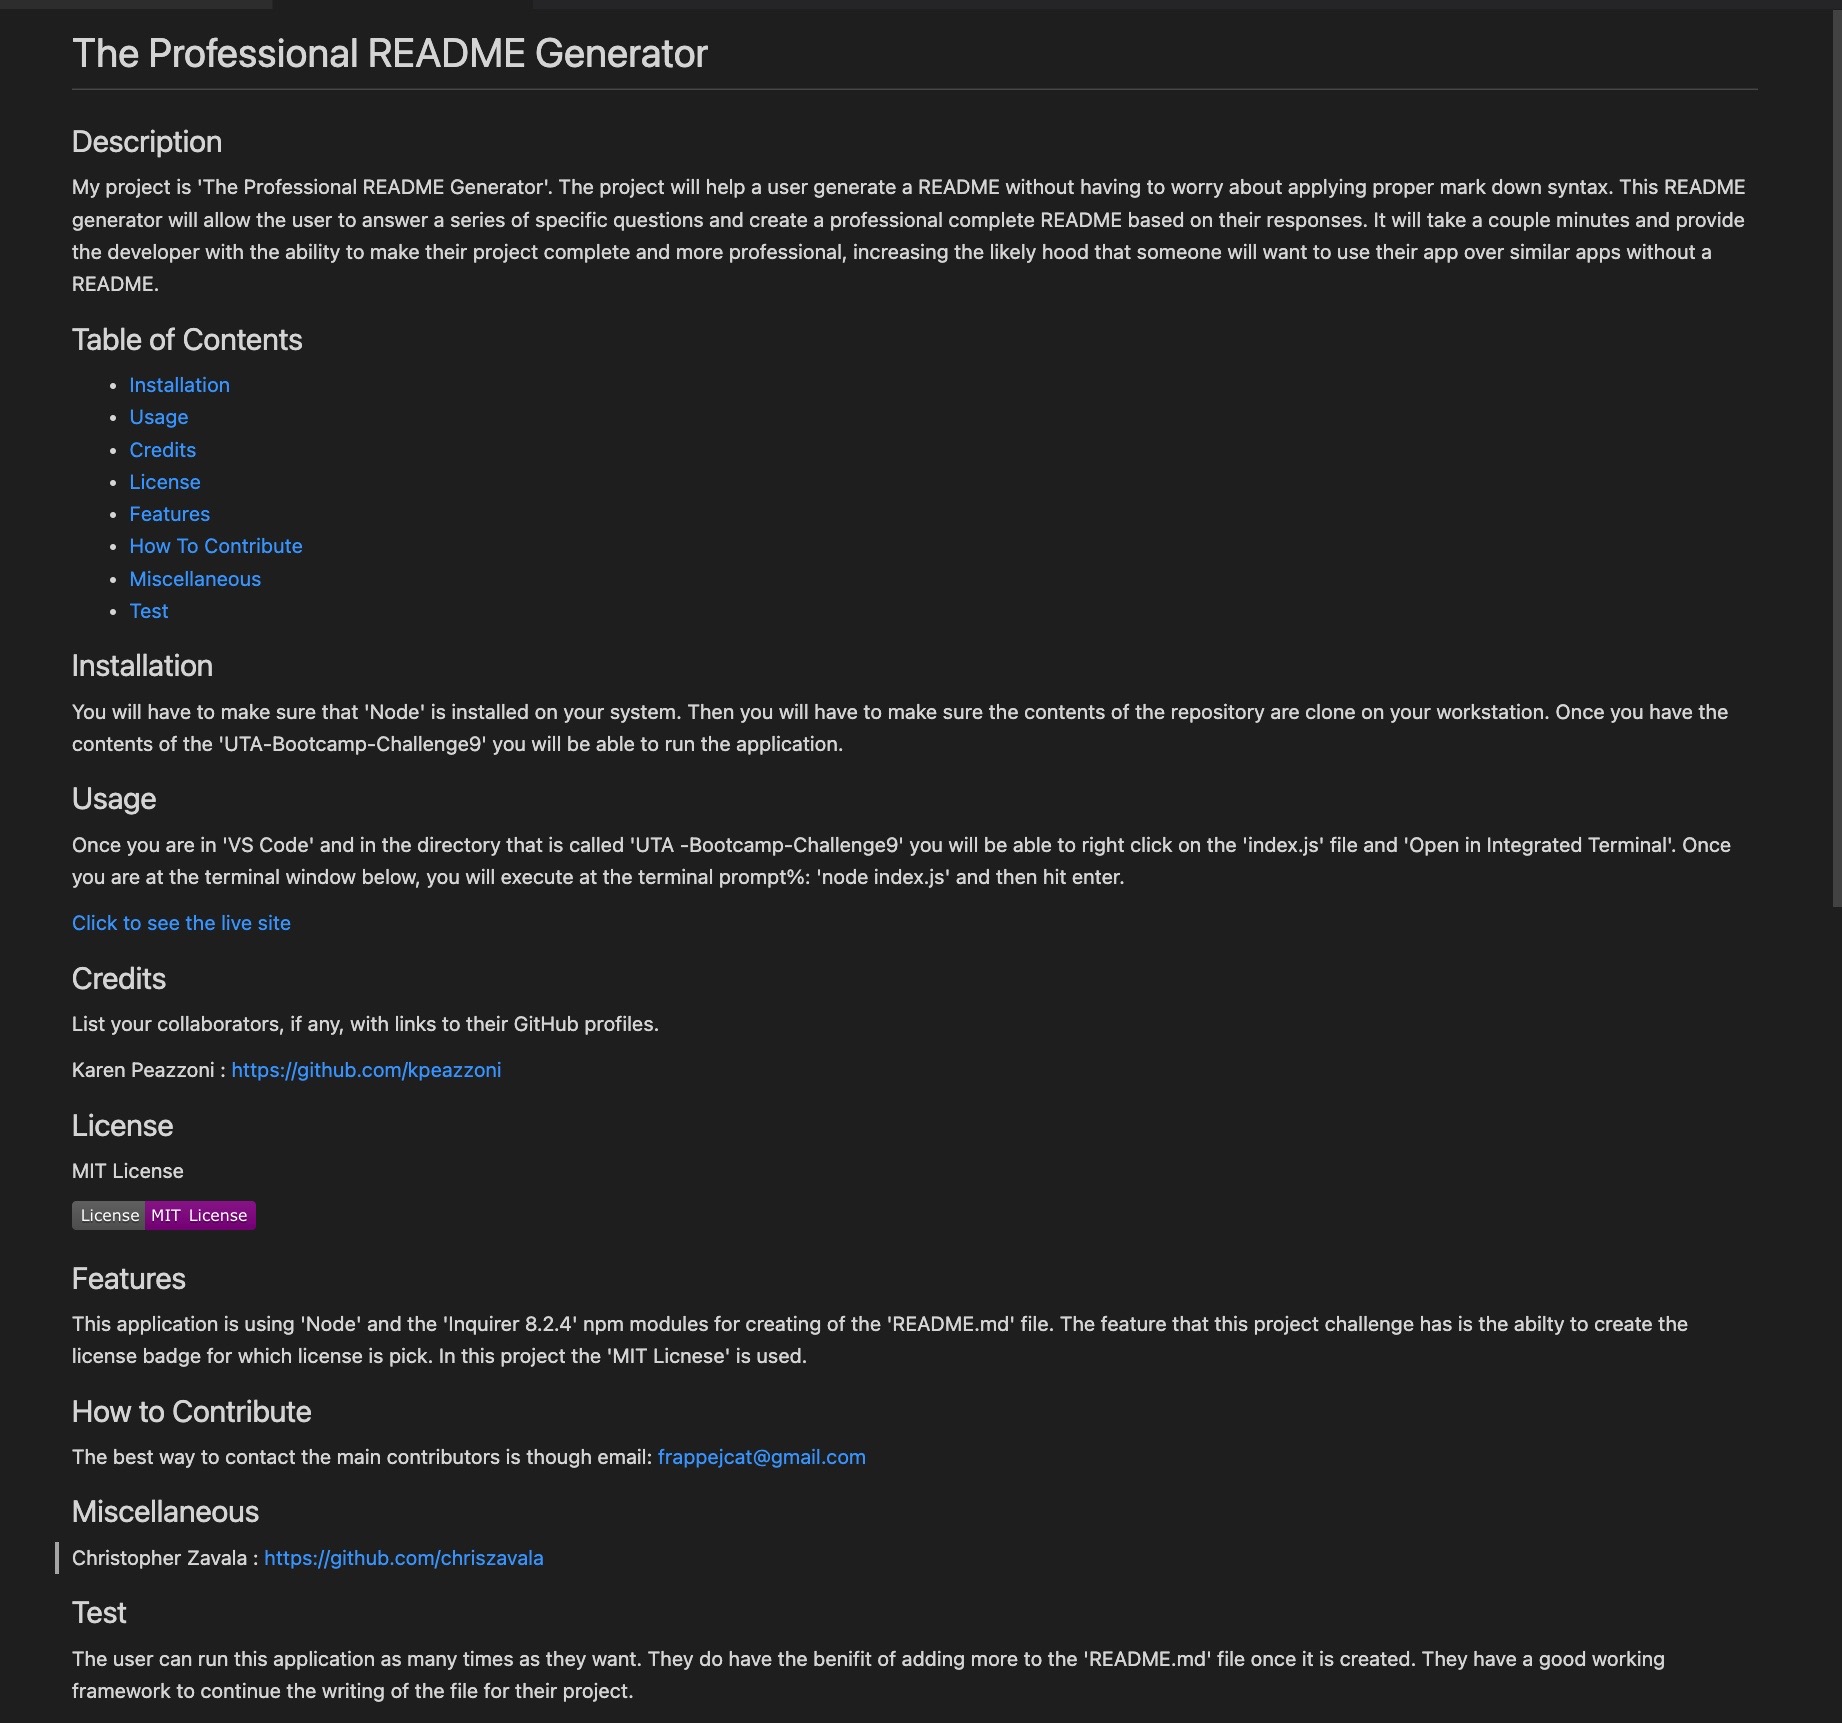 The Professional README Generator
Description
My project is 'The Professional README Generator'. The project will help a user generate a README without having to worry about applying proper mark down syntax. This README
generator will allow the user to answer a series of specific questions and create a professional complete README based on their responses. It will take a couple minutes and provide
the developer with the ability to make their project complete and more professional, increasing the likely hood that someone will want to use their app over similar apps without a
README.
Table of Contents
• Installation
• Usage
• Credits
• License
• Features
• How To Contribute
• Miscellaneous
• Test
Installation
You will have to make sure that 'Node' is installed on your system. Then you will have to make sure the contents of the repository are clone on your workstation. Once you have the
contents of the 'UTA-Bootcamp-Challenge9' you will be able to run the application.
Usage
Once you are in 'VS Code' and in the directory that is called 'UTA -Bootcamp-Challenge9' you will be able to right click on the 'index.js' file and 'Open in Integrated Terminal'. Once
you are at the terminal window below, you will execute at the terminal prompt%: 'node index.js' and then hit enter.
Click to see the live site
Credits
List your collaborators, if any, with links to their GitHub profiles.
Karen Peazzoni : https://github.com/kpeazzoni
License
MIT License
License MIT License
Features
This application is using 'Node' and the 'Inquirer 8.2.4' npm modules for creating of the 'README.md' file. The feature that this project challenge has is the abilty to create the
license badge for which license is pick. In this project the 'MIT Licnese' is used.
How to Contribute
The best way to contact the main contributors is though email: frappejcat@gmail.com
Miscellaneous
Christopher Zavala : https://github.com/chriszavala
Test
The user can run this application as many times as they want. They do have the benifit of adding more to the 'README.md' file once it is created. They have a good working
framework to continue the writing of the file for their project.